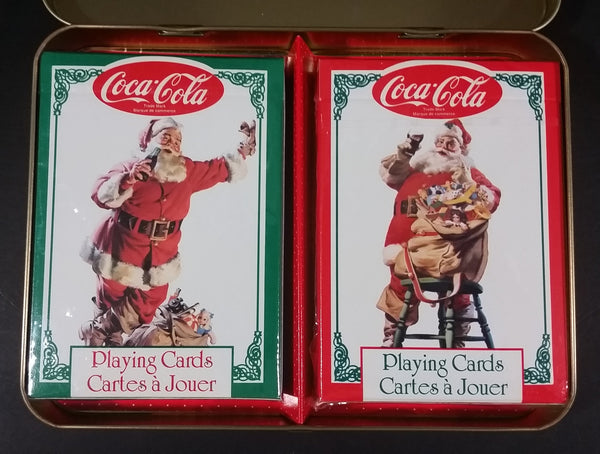 Coca-Cola
Trade Mark
Marque de commerce
Playing Cards
Cartes à Jouer
Coca-Cola
Trade Mark
Marque de commerce
Playing Cards
Cartes à Jouer